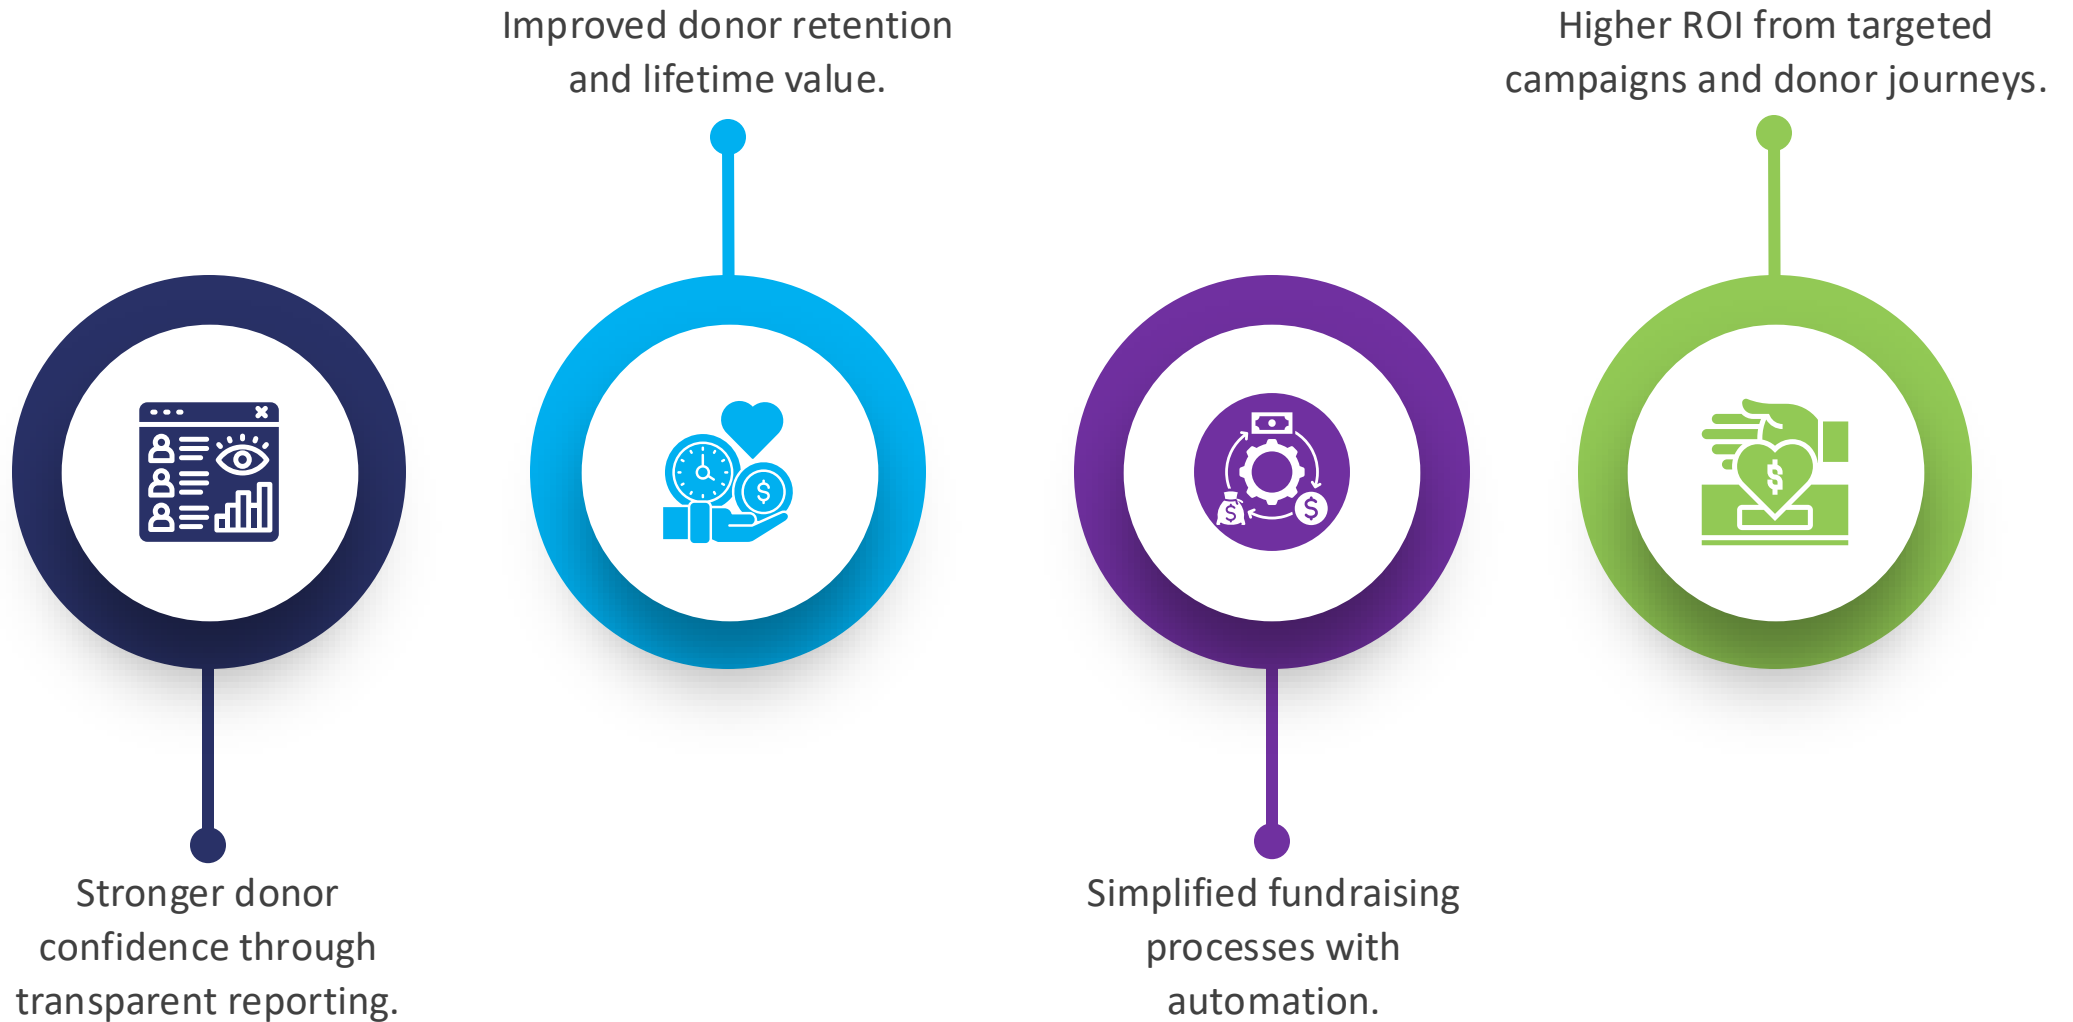 Improved donor retention
and lifetime value.
Higher ROI from targeted
campaigns and donor journeys.
$
$
$
$
Stronger donor
confidence through
transparent reporting.
Simplified fundraising
processes with
automation.